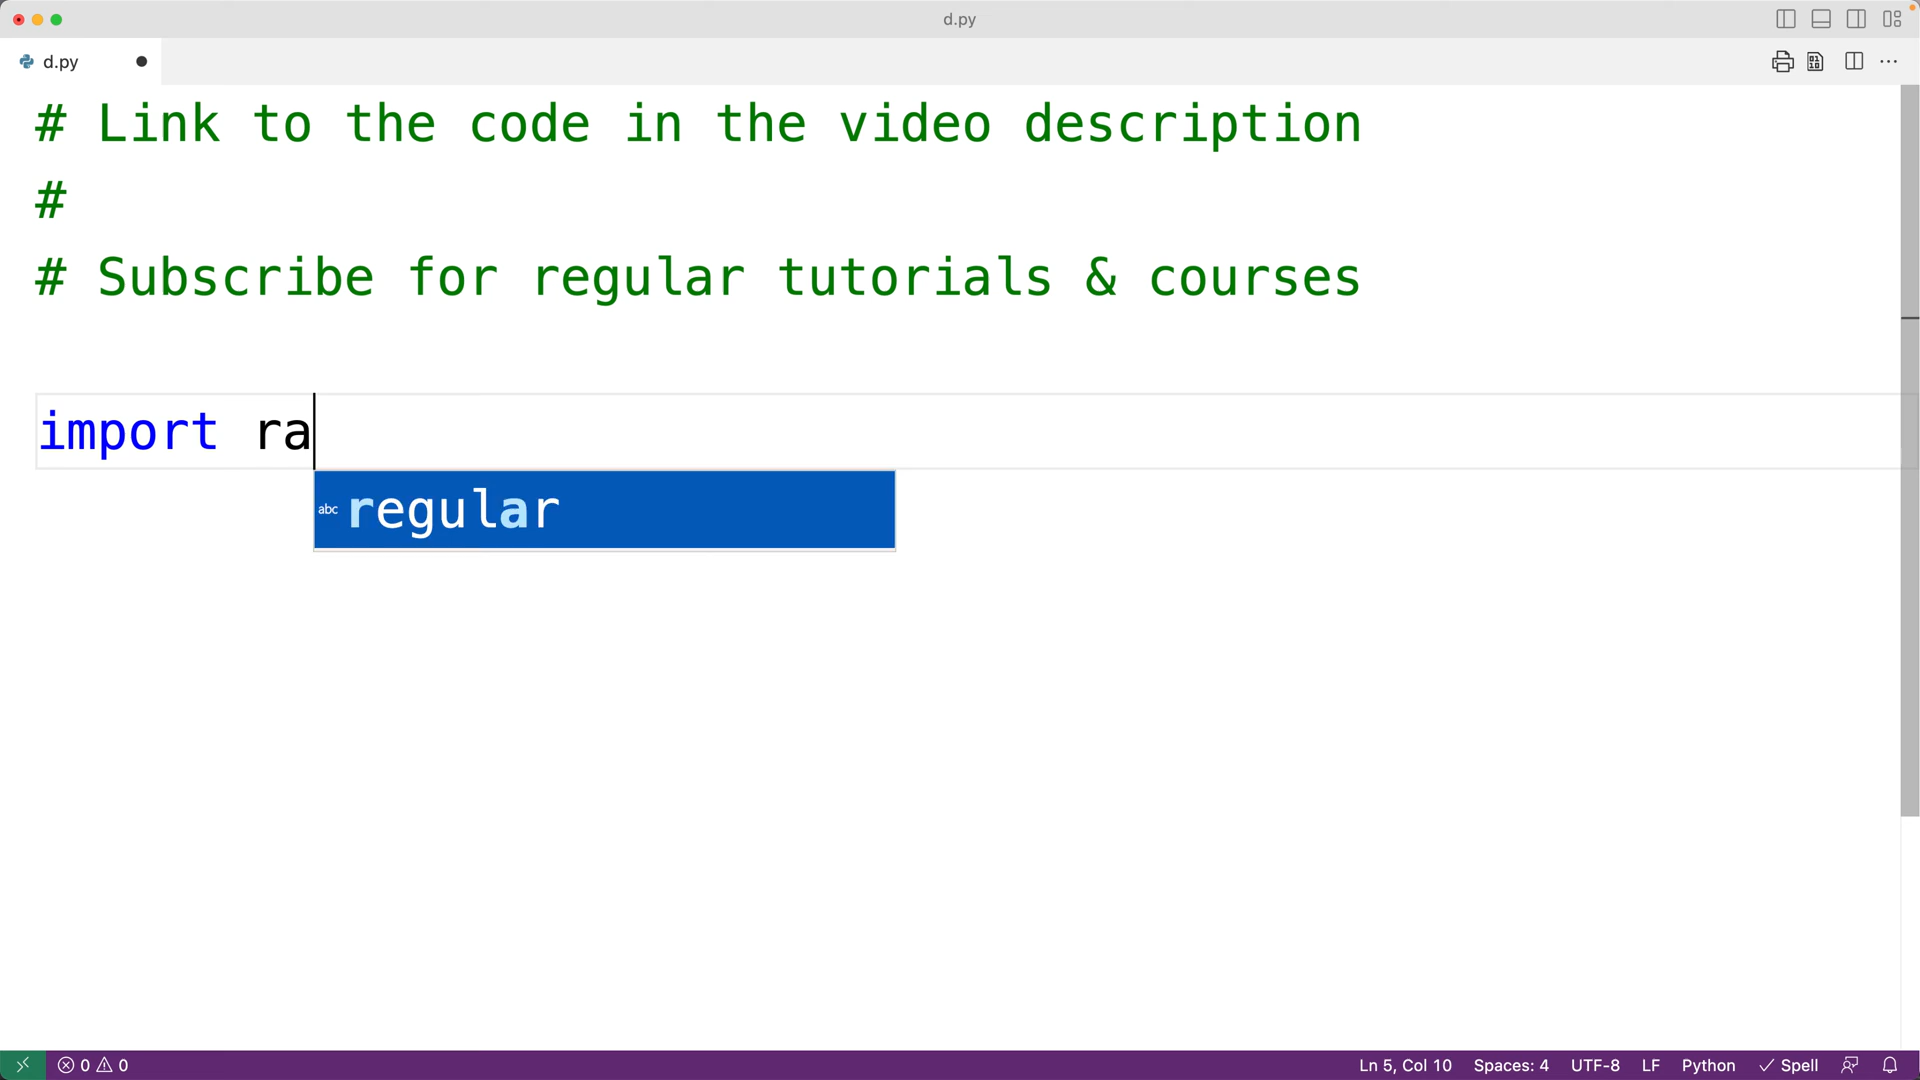 d.py
d.py
# Link to the code in the video description
#
# Subscribe for regular tutorials & courses
import ra
abc regular
0 0 Ln 5, Col 10 Spaces: 4 UTF-8 LF Python Spell